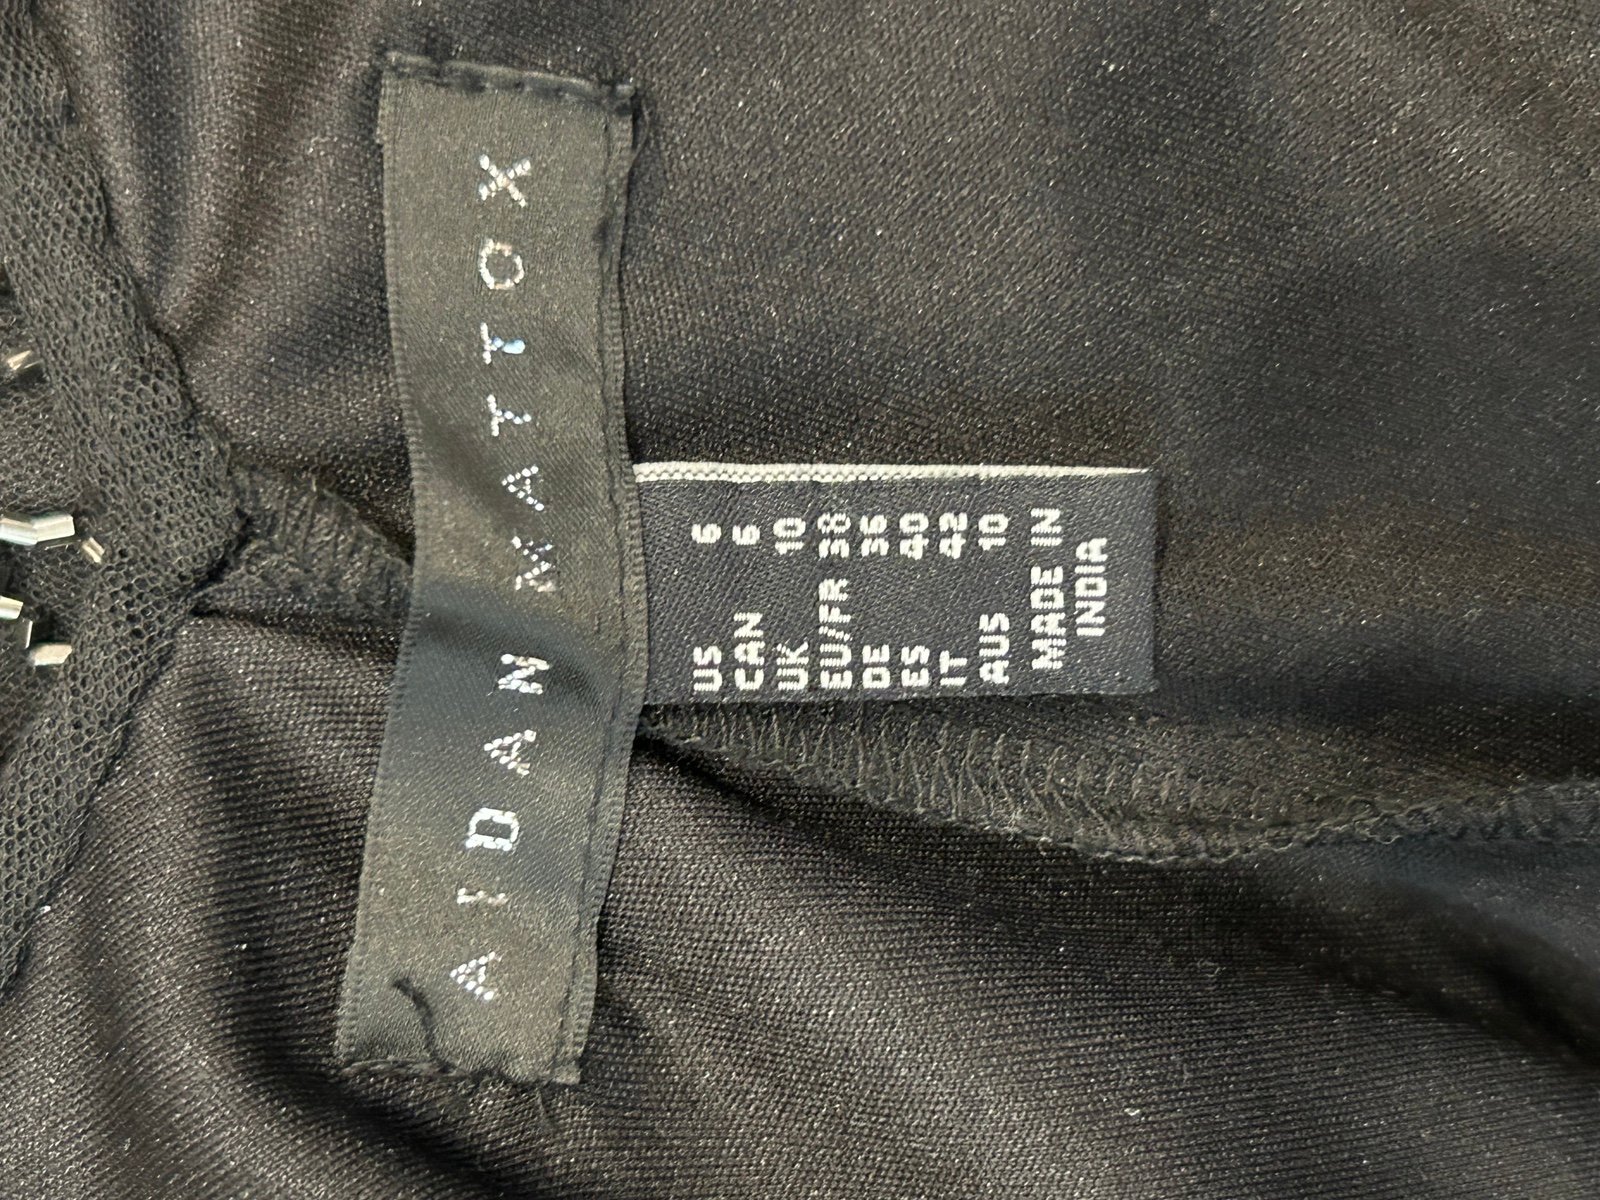 AIDAN MATTOX
US 6
CAN 6
UK 10
EU/FR 38
DE 36
ES 40
IT 42
AUS 10
MADE IN
INDIA